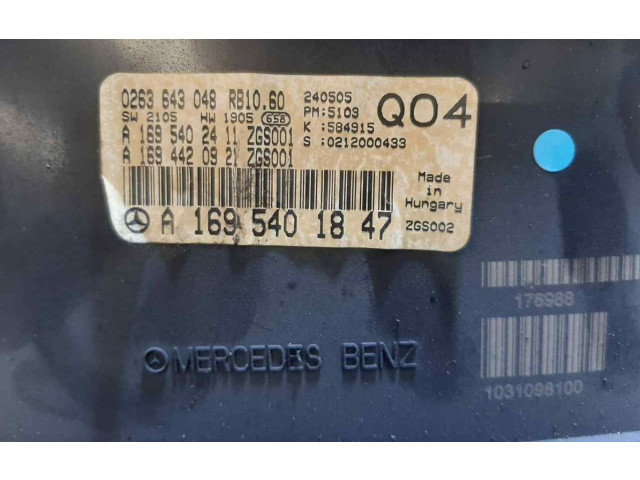 0263 643 048 RB10.60
240505
Q04
SW 2105 HW 1905 658
PM:5103
A 169 540 24 11 ZGS001
K :584915
A 169 442 09 21 ZGS001
S :0212000433
Made
in
Hungary
A 169 540 18 47
ZGS002
178988
MERCEDES BENZ
1031098100